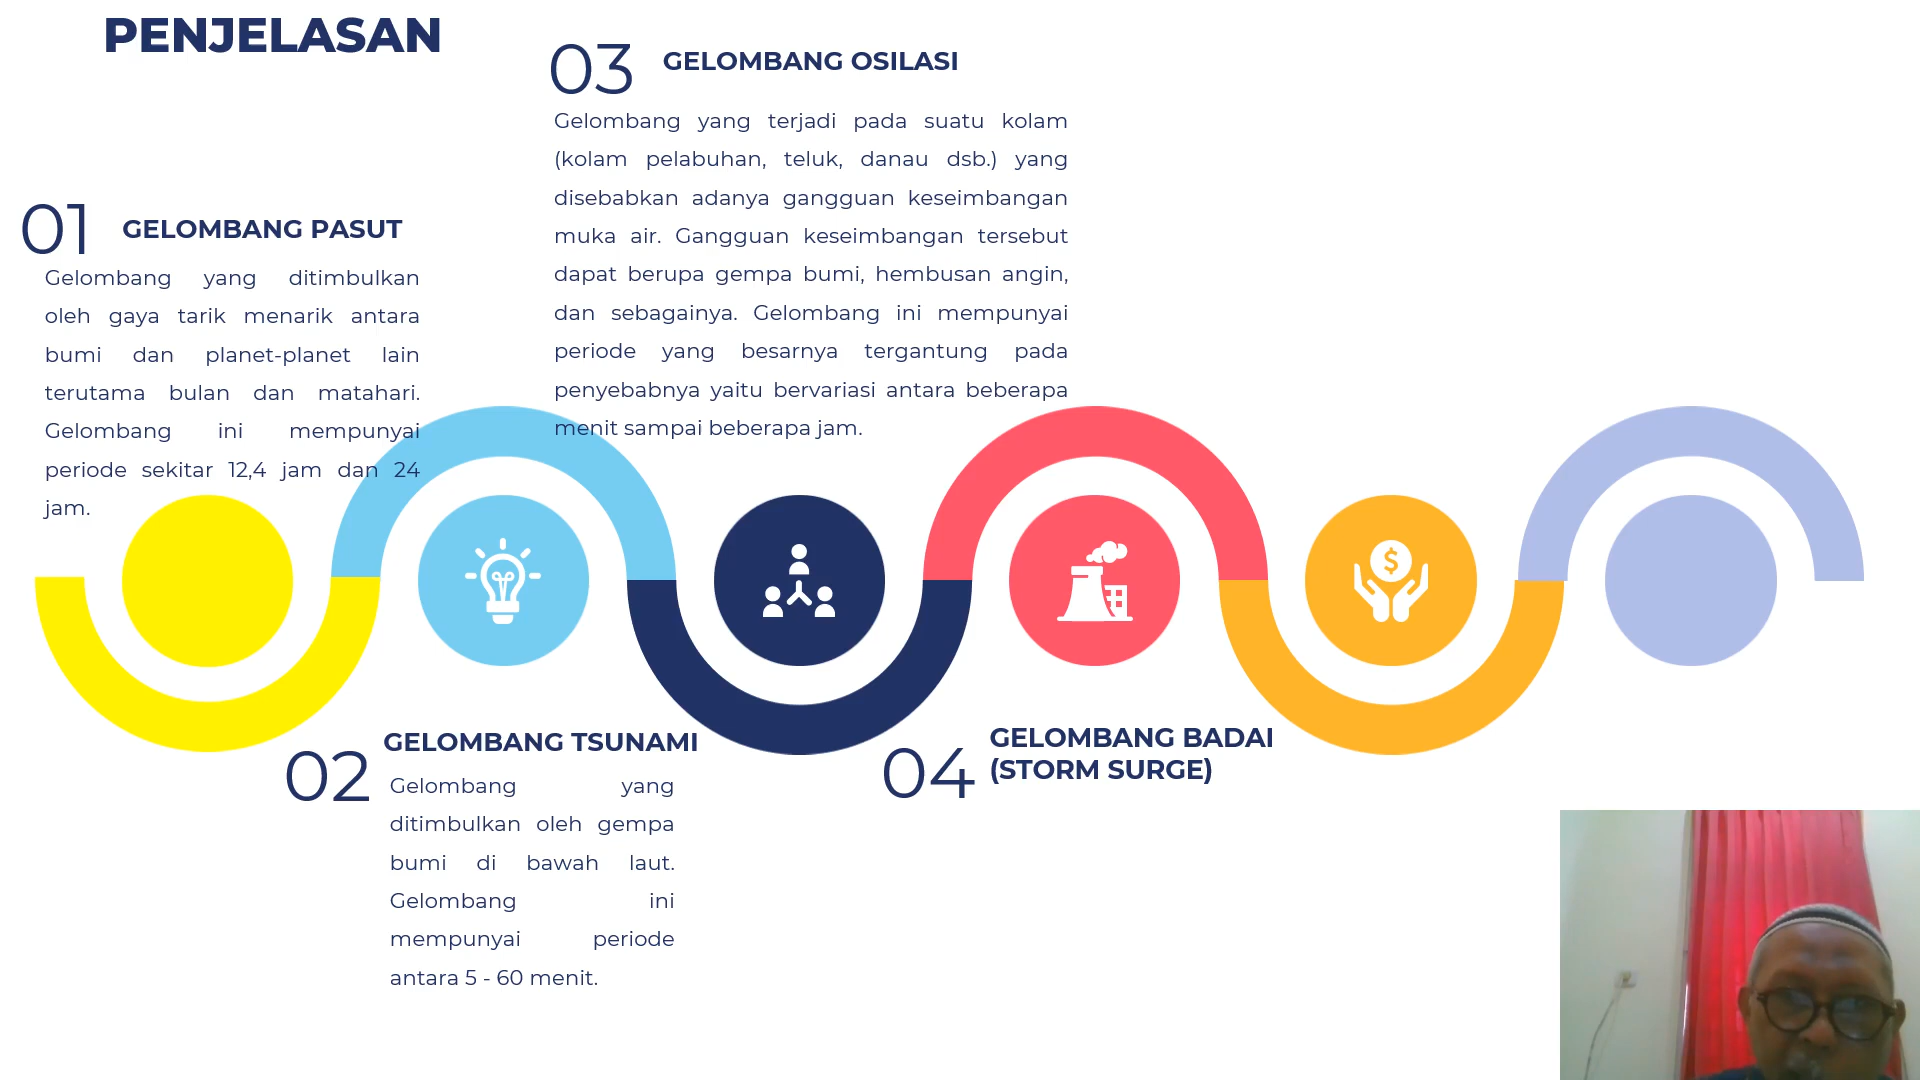 PENJELASAN
01 GELOMBANG PASUT
Gelombang yang ditimbulkan
oleh gaya tarik menarik antara
bumi dan planet-planet lain
terutama bulan dan matahari.
Gelombang ini mempunyai
periode sekitar 12,4 jam dan 24
jam.
02 GELOMBANG TSUNAMI
Gelombang yang
ditimbulkan oleh gempa
bumi di bawah laut.
Gelombang ini
mempunyai periode
antara 5 - 60 menit.
03 GELOMBANG OSILASI
Gelombang yang terjadi pada suatu kolam
(kolam pelabuhan, teluk, danau dsb.) yang
disebabkan adanya gangguan keseimbangan
muka air. Gangguan keseimbangan tersebut
dapat berupa gempa bumi, hembusan angin,
dan sebagainya. Gelombang ini mempunyai
periode yang besarnya tergantung pada
penyebabnya yaitu bervariasi antara beberapa
menit sampai beberapa jam.
04 GELOMBANG BADAI
(STORM SURGE)
$